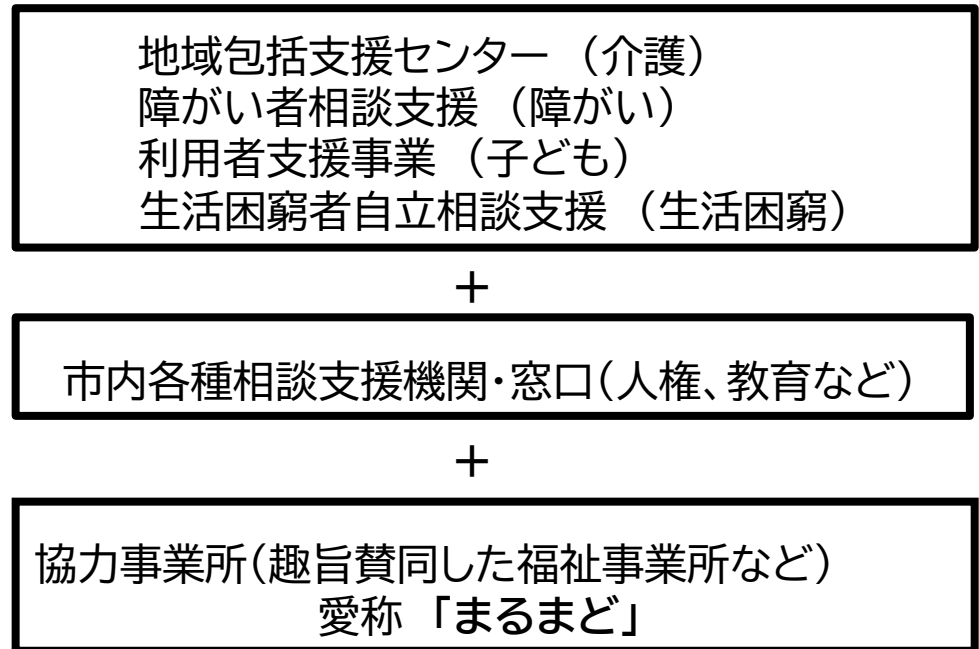 地域包括支援センター （介護）
障がい者相談支援 （障がい）
利用者支援事業 （子ども）
生活困窮者自立相談支援 （生活困窮）
＋
市内各種相談支援機関・窓口（人権、教育など）
＋
協力事業所（趣旨賛同した福祉事業所など）
愛称 「まるまど」